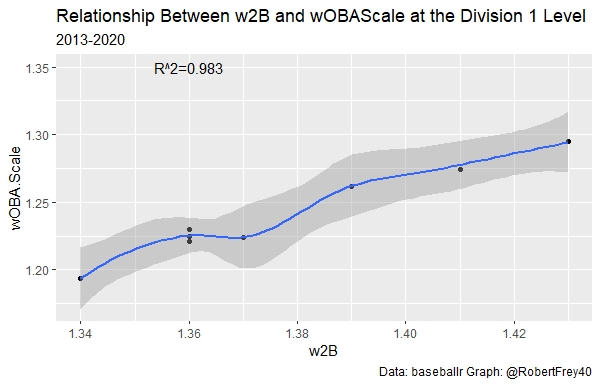 Relationship Between w2B and wOBAScale at the Division 1 Level
2013-2020
R^2=0.983
1.35
1.30
1.25
1.20
wOBA Scale
1.34 1.36 1.38 1.40 1.42
w2B
Data: baseballr Graph: @RobertFrey40